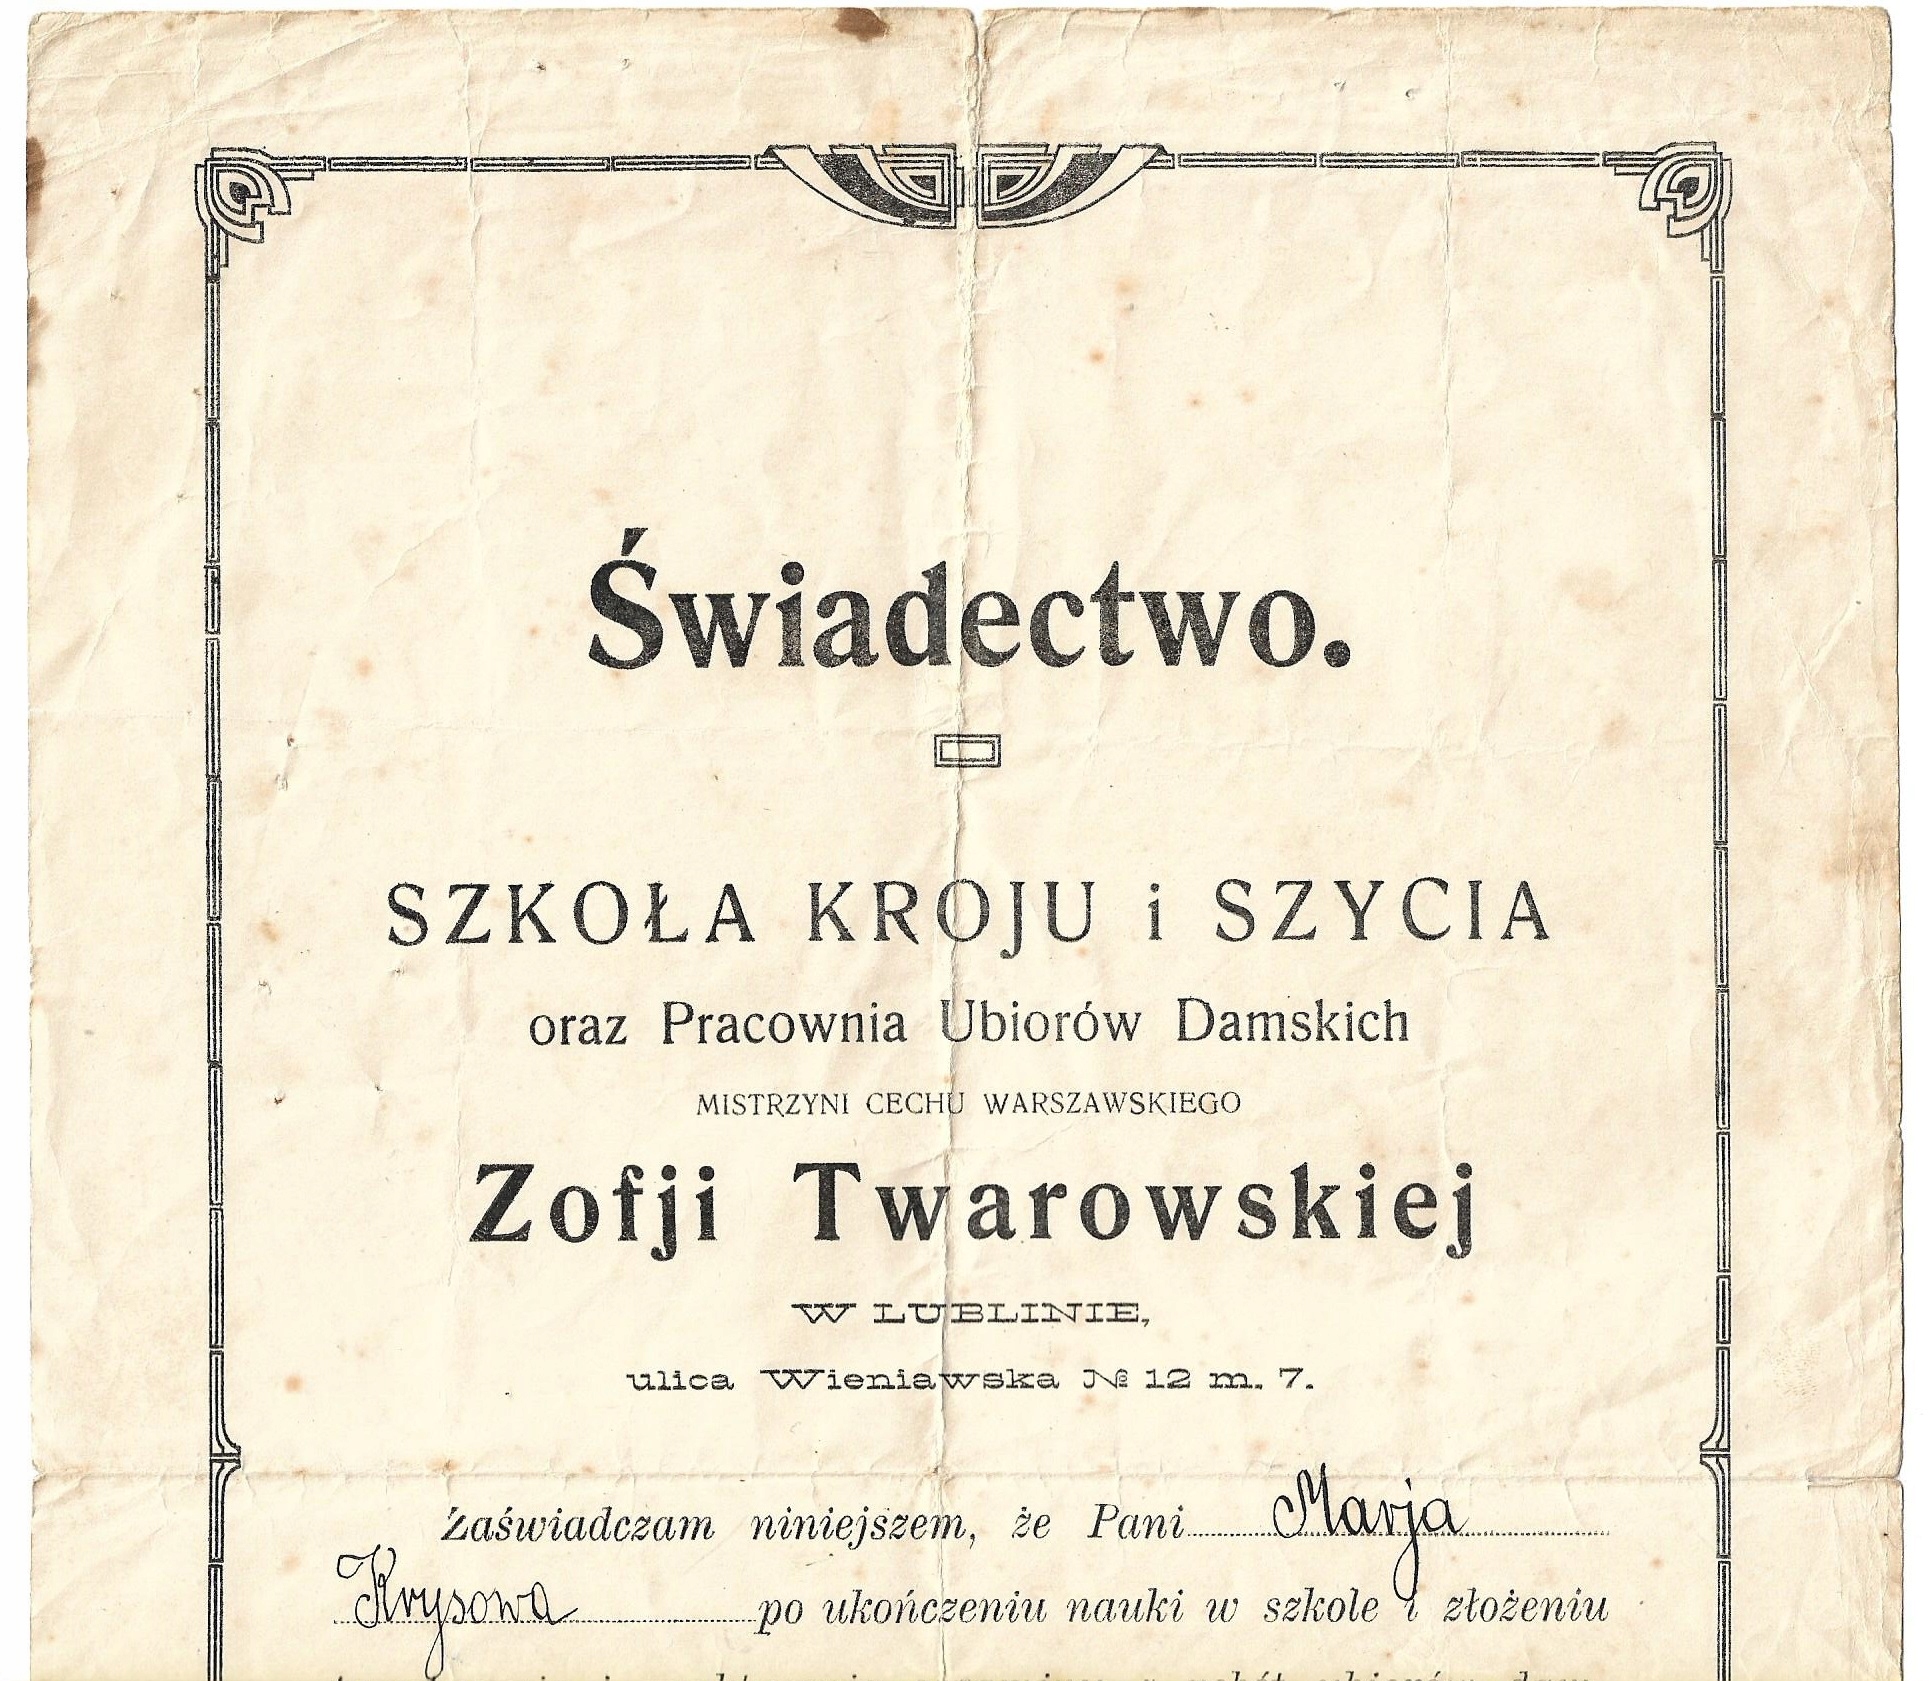 Świadectwo.
SZKOŁA KROJU i SZYCIA
oraz Pracownia Ubiorów Damskich
MISTRZYNI CECHU WARSZAWSKIEGO
Zofji Twarowskiej
W LUBLINIE,
ulica Wieniawska № 12 m. 7.
Zaświadczam niniejszem, że Pani Marja
Krysowa po ukończeniu nauki w szkole i złożeniu